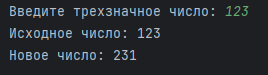 Введите трехзначное число: 123
Исходное число: 123
Новое число: 231